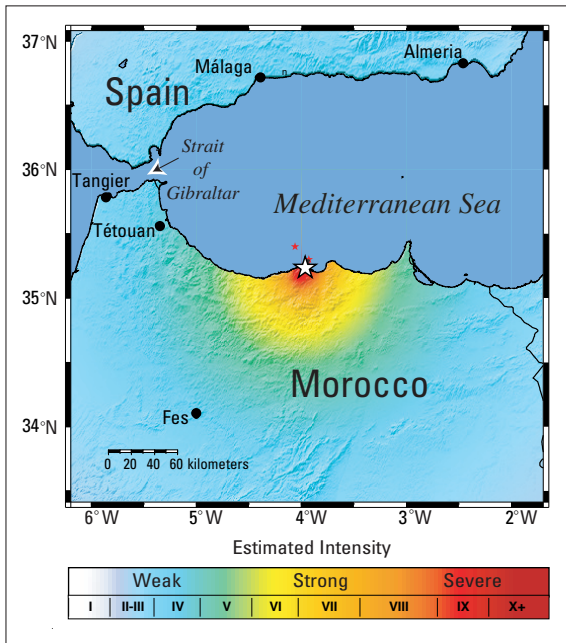 37°N
Almeria
Málaga
Spain
36°N
Strait
of
Gibraltar
Tangier
Mediterranean Sea
Tétouan
35°N
Morocco
34°N
Fes
0 20 40 60 kilometers
6°W 5°W 4°W 3°W 2°W
Estimated Intensity
Weak Strong Severe
I II-III IV V VI VII VIII IX X+